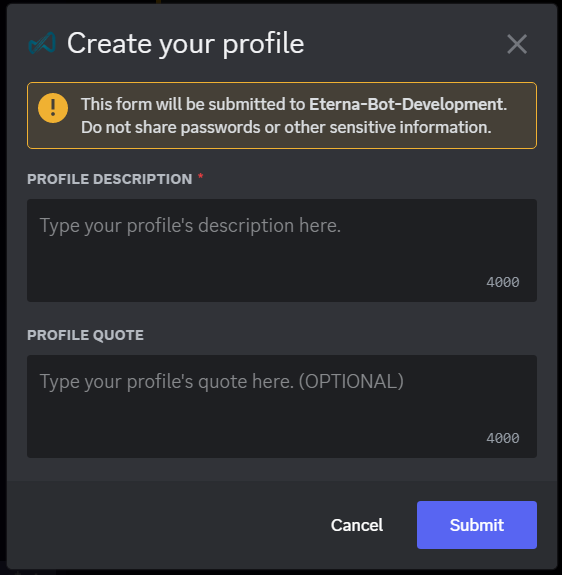 Create your profile
This form will be submitted to Eterna-Bot-Development.
Do not share passwords or other sensitive information.
PROFILE DESCRIPTION *
Type your profile's description here.
4000
PROFILE QUOTE
Type your profile's quote here. (OPTIONAL)
4000
Cancel
Submit